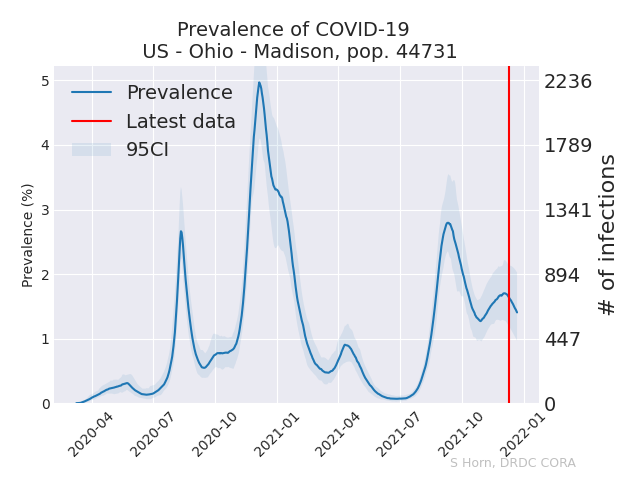 Prevalence of COVID-19
US - Ohio - Madison, pop. 44731
Prevalence
Latest data
95CI
Prevalence (%)
5
4
3
2
1
0
2236
1789
1341
894
447
0
# of infections
2020-04
2020-07
2020-10
2021-01
2021-04
2021-07
2021-10
2022-01
S Horn, DRDC CORA